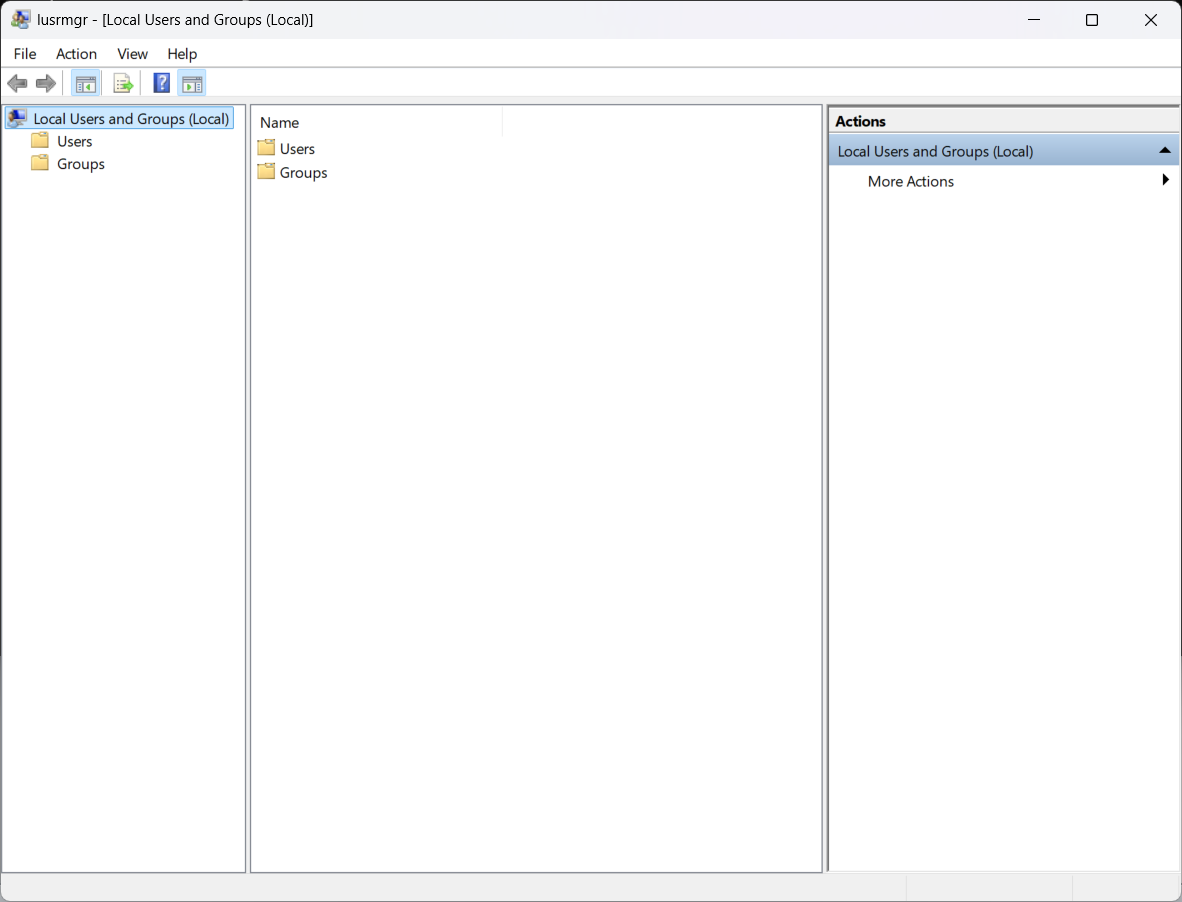 lusrmgr - [Local Users and Groups (Local)]
File Action View Help
?
Local Users and Groups (Local)
Users
Groups
Name
Users
Groups
Actions
Local Users and Groups (Local)
More Actions